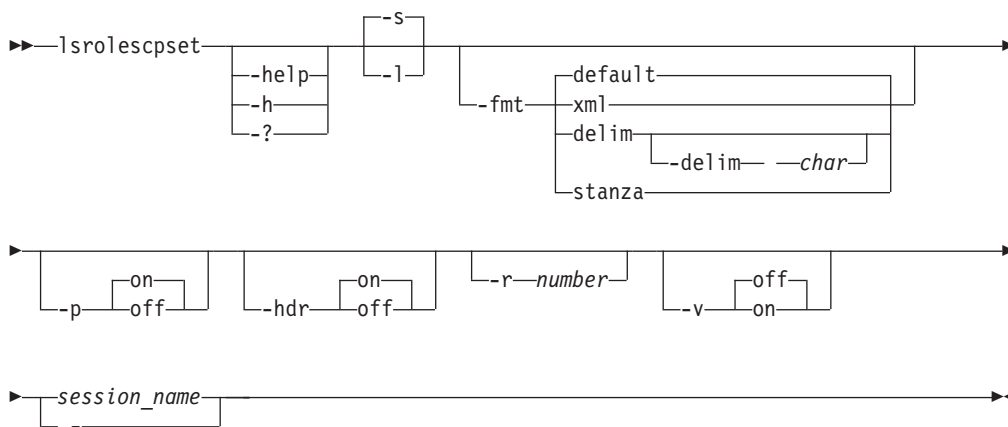 -s
lsrolescpset
-help -l default
-h -fmt xml
-? delim
-delim char
stanza
on on off
-p off -hdr off -r number -v on
session_name